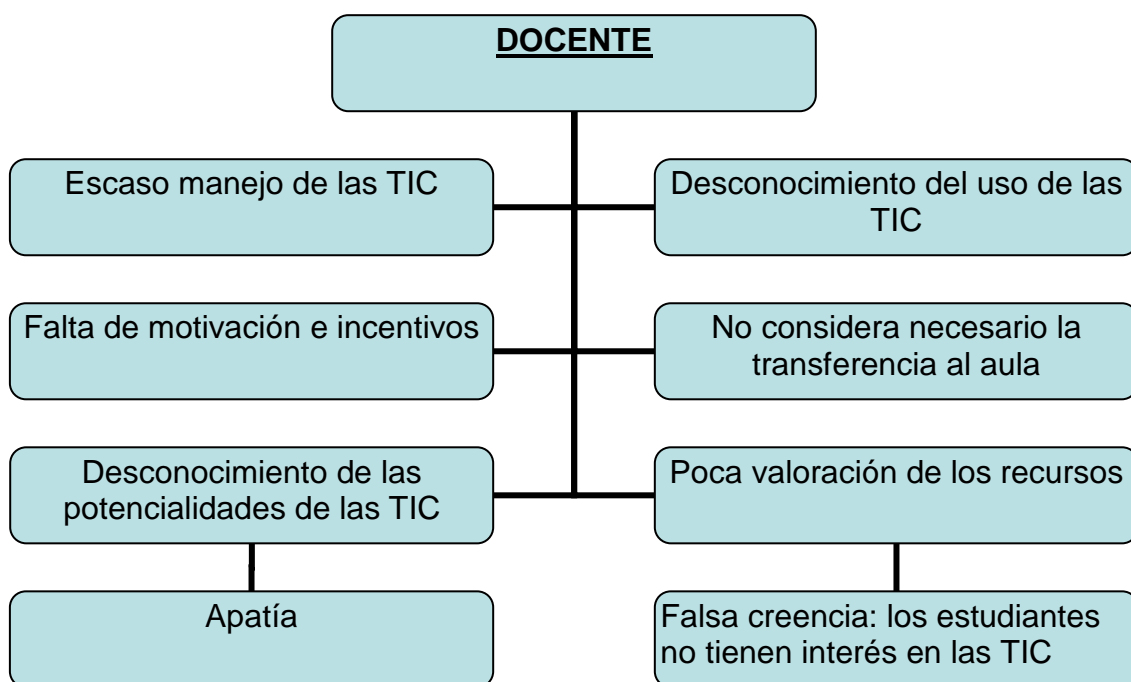 DOCENTE
Escaso manejo de las TIC
Desconocimiento del uso de las
TIC
Falta de motivación e incentivos
No considera necesario la
transferencia al aula
Desconocimiento de las
potencialidades de las TIC
Poca valoración de los recursos
Apatía
Falsa creencia: los estudiantes
no tienen interés en las TIC